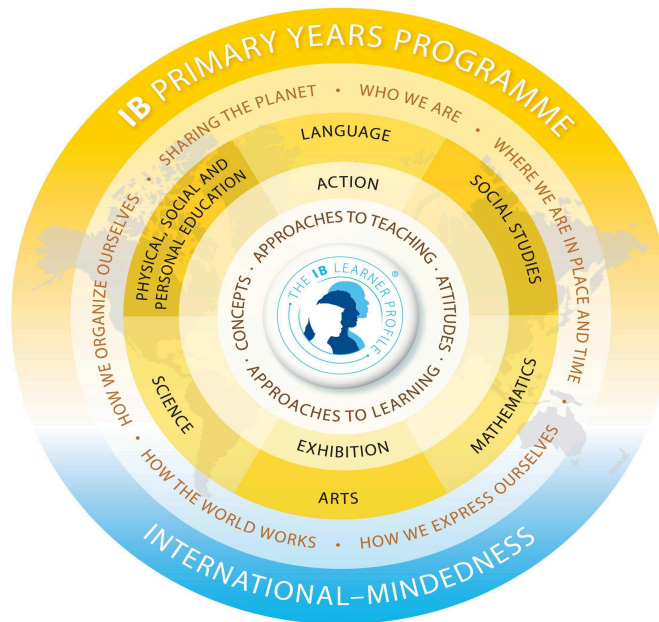 IB PRIMARY YEARS PROGRAMME
SHARING THE PLANET • WHO WE ARE • WHERE WE ARE IN PLACE AND TIME • HOW WE EXPRESS OURSELVES • HOW THE WORLD WORKS • HOW WE ORGANIZE OURSELVES •
LANGUAGE
SOCIAL STUDIES
MATHEMATICS
ARTS
SCIENCE
PHYSICAL, SOCIAL AND
PERSONAL EDUCATION
ACTION
EXHIBITION
APPROACHES TO TEACHING · ATTITUDES · APPROACHES TO LEARNING · CONCEPTS ·
THE IB LEARNER PROFILE ®
INTERNATIONAL–MINDEDNESS